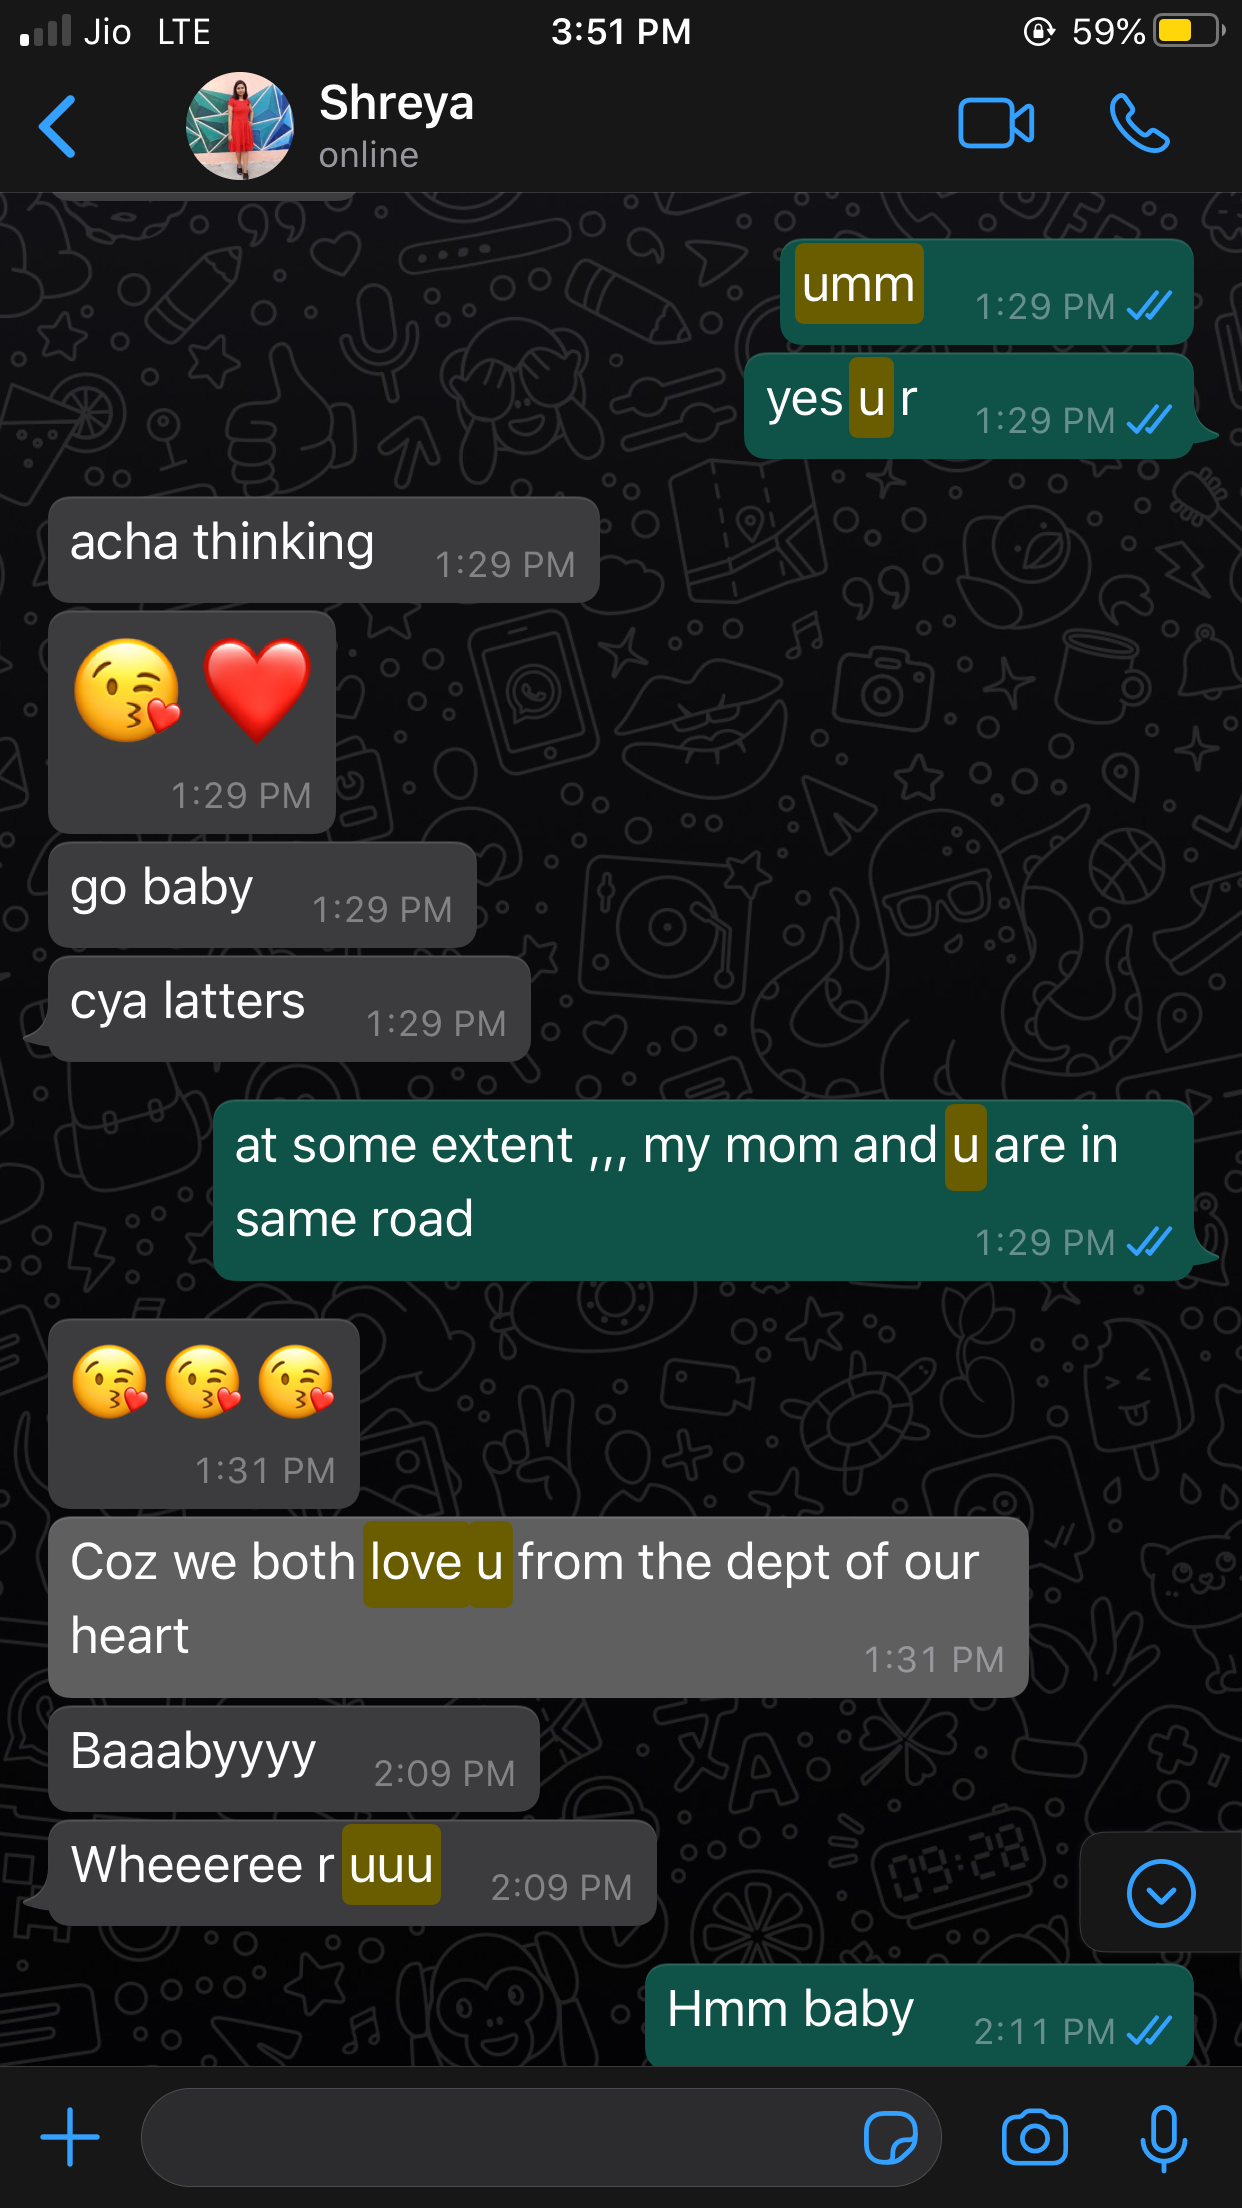 Jio LTE 3:51 PM 59%
Shreya
online
umm 1:29 PM
yes u r 1:29 PM
acha thinking 1:29 PM
😘 ❤️
1:29 PM
go baby 1:29 PM
cya latters 1:29 PM
at some extent ,,, my mom and u are in
same road 1:29 PM
😘😘😘
1:31 PM
Coz we both love u from the dept of our
heart 1:31 PM
Baaabyyyy 2:09 PM
Wheeeree r uuu 2:09 PM
Hmm baby 2:11 PM